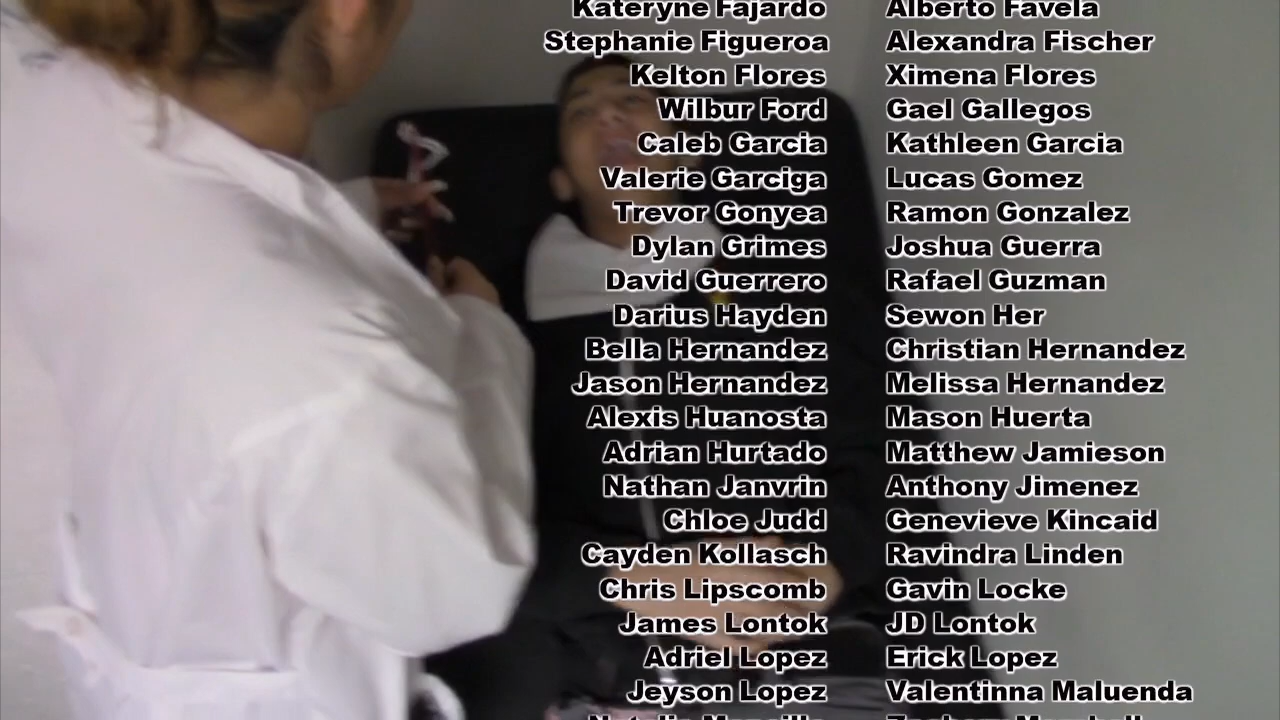 Kateryne Fajardo Alberto Favela
Stephanie Figueroa Alexandra Fischer
Kelton Flores Ximena Flores
Wilbur Ford Gael Gallegos
Caleb Garcia Kathleen Garcia
Valerie Garciga Lucas Gomez
Trevor Gonyea Ramon Gonzalez
Dylan Grimes Joshua Guerra
David Guerrero Rafael Guzman
Darius Hayden Sewon Her
Bella Hernandez Christian Hernandez
Jason Hernandez Melissa Hernandez
Alexis Huanosta Mason Huerta
Adrian Hurtado Matthew Jamieson
Nathan Janvrin Anthony Jimenez
Chloe Judd Genevieve Kincaid
Cayden Kollasch Ravindra Linden
Chris Lipscomb Gavin Locke
James Lontok JD Lontok
Adriel Lopez Erick Lopez
Jeyson Lopez Valentinna Maluenda